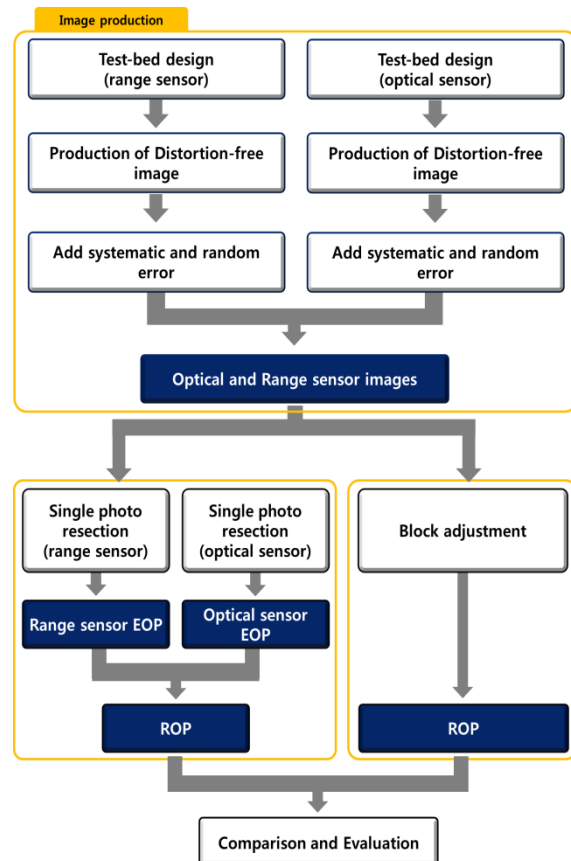 Image production
Test-bed design
(range sensor)
Test-bed design
(optical sensor)
Production of Distortion-free
image
Production of Distortion-free
image
Add systematic and random
error
Add systematic and random
error
Optical and Range sensor images
Single photo
resection
(range sensor)
Single photo
resection
(optical sensor)
Block adjustment
Range sensor EOP
Optical sensor
EOP
ROP
ROP
Comparison and Evaluation